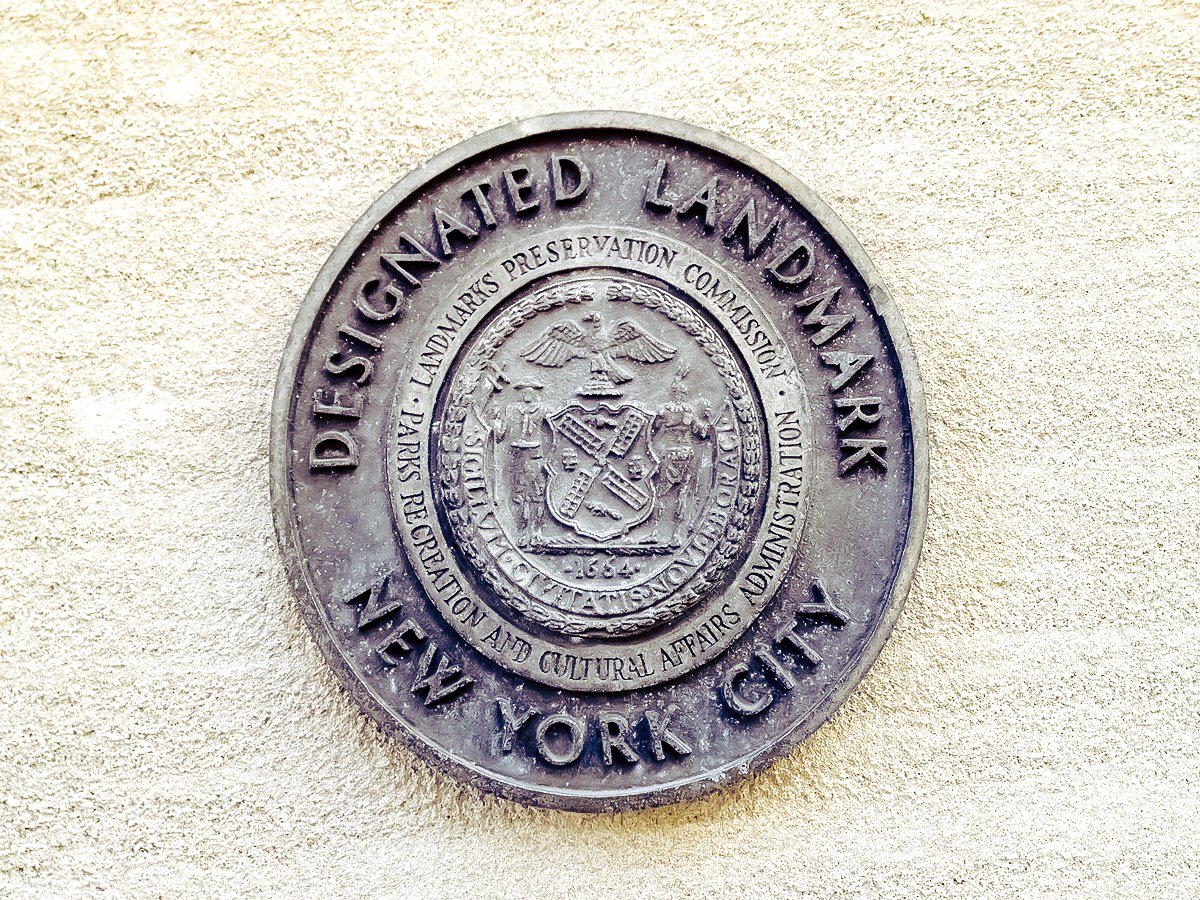 DESIGNATED LANDMARK
NEW YORK CITY
· LANDMARKS PRESERVATION COMMISSION ·
PARKS RECREATION AND CULTURAL AFFAIRS ADMINISTRATION
SIGILLVM · CIVITATIS · NOVI · EBORACI
· 1664 ·